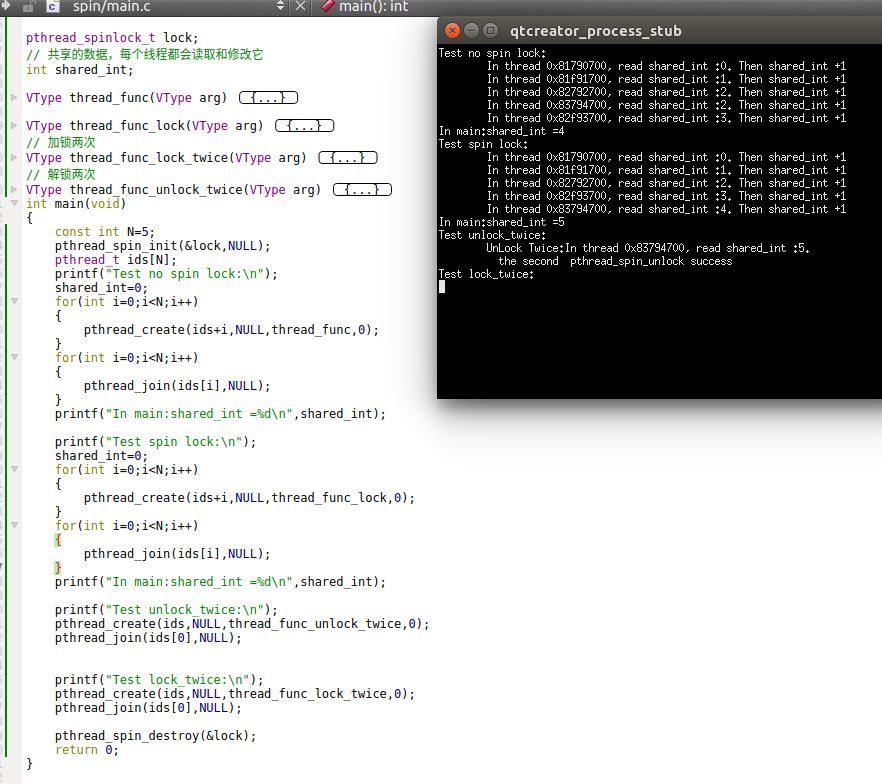 spin/main.c
main(): int
pthread_spinlock_t lock;
// 共享的数据，每个线程都会读取和修改它
int shared_int;
VType thread_func(VType arg) {...}
VType thread_func_lock(VType arg) {...}
// 加锁两次
VType thread_func_lock_twice(VType arg) {...}
// 解锁两次
VType thread_func_unlock_twice(VType arg) {...}
int main(void)
{
const int N=5;
pthread_spin_init(&lock,NULL);
pthread_t ids[N];
printf("Test no spin lock:\n");
shared_int=0;
for(int i=0;i<N;i++)
{
pthread_create(ids+i,NULL,thread_func,0);
}
for(int i=0;i<N;i++)
{
pthread_join(ids[i],NULL);
}
printf("In main:shared_int =%d\n",shared_int);
printf("Test spin lock:\n");
shared_int=0;
for(int i=0;i<N;i++)
{
pthread_create(ids+i,NULL,thread_func_lock,0);
}
for(int i=0;i<N;i++)
{
pthread_join(ids[i],NULL);
}
printf("In main:shared_int =%d\n",shared_int);
printf("Test unlock_twice:\n");
pthread_create(ids,NULL,thread_func_unlock_twice,0);
pthread_join(ids[0],NULL);
printf("Test lock_twice:\n");
pthread_create(ids,NULL,thread_func_lock_twice,0);
pthread_join(ids[0],NULL);
pthread_spin_destroy(&lock);
return 0;
}
qtcreator_process_stub
Test no spin lock:
In thread 0x81790700, read shared_int :0. Then shared_int +1
In thread 0x81f91700, read shared_int :1. Then shared_int +1
In thread 0x82792700, read shared_int :2. Then shared_int +1
In thread 0x83794700, read shared_int :2. Then shared_int +1
In thread 0x82f93700, read shared_int :3. Then shared_int +1
In main:shared_int =4
Test spin lock:
In thread 0x81790700, read shared_int :0. Then shared_int +1
In thread 0x81f91700, read shared_int :1. Then shared_int +1
In thread 0x82792700, read shared_int :2. Then shared_int +1
In thread 0x82f93700, read shared_int :3. Then shared_int +1
In thread 0x83794700, read shared_int :4. Then shared_int +1
In main:shared_int =5
Test unlock_twice:
UnLock Twice:In thread 0x83794700, read shared_int :5.
the second  pthread_spin_unlock success
Test lock_twice: